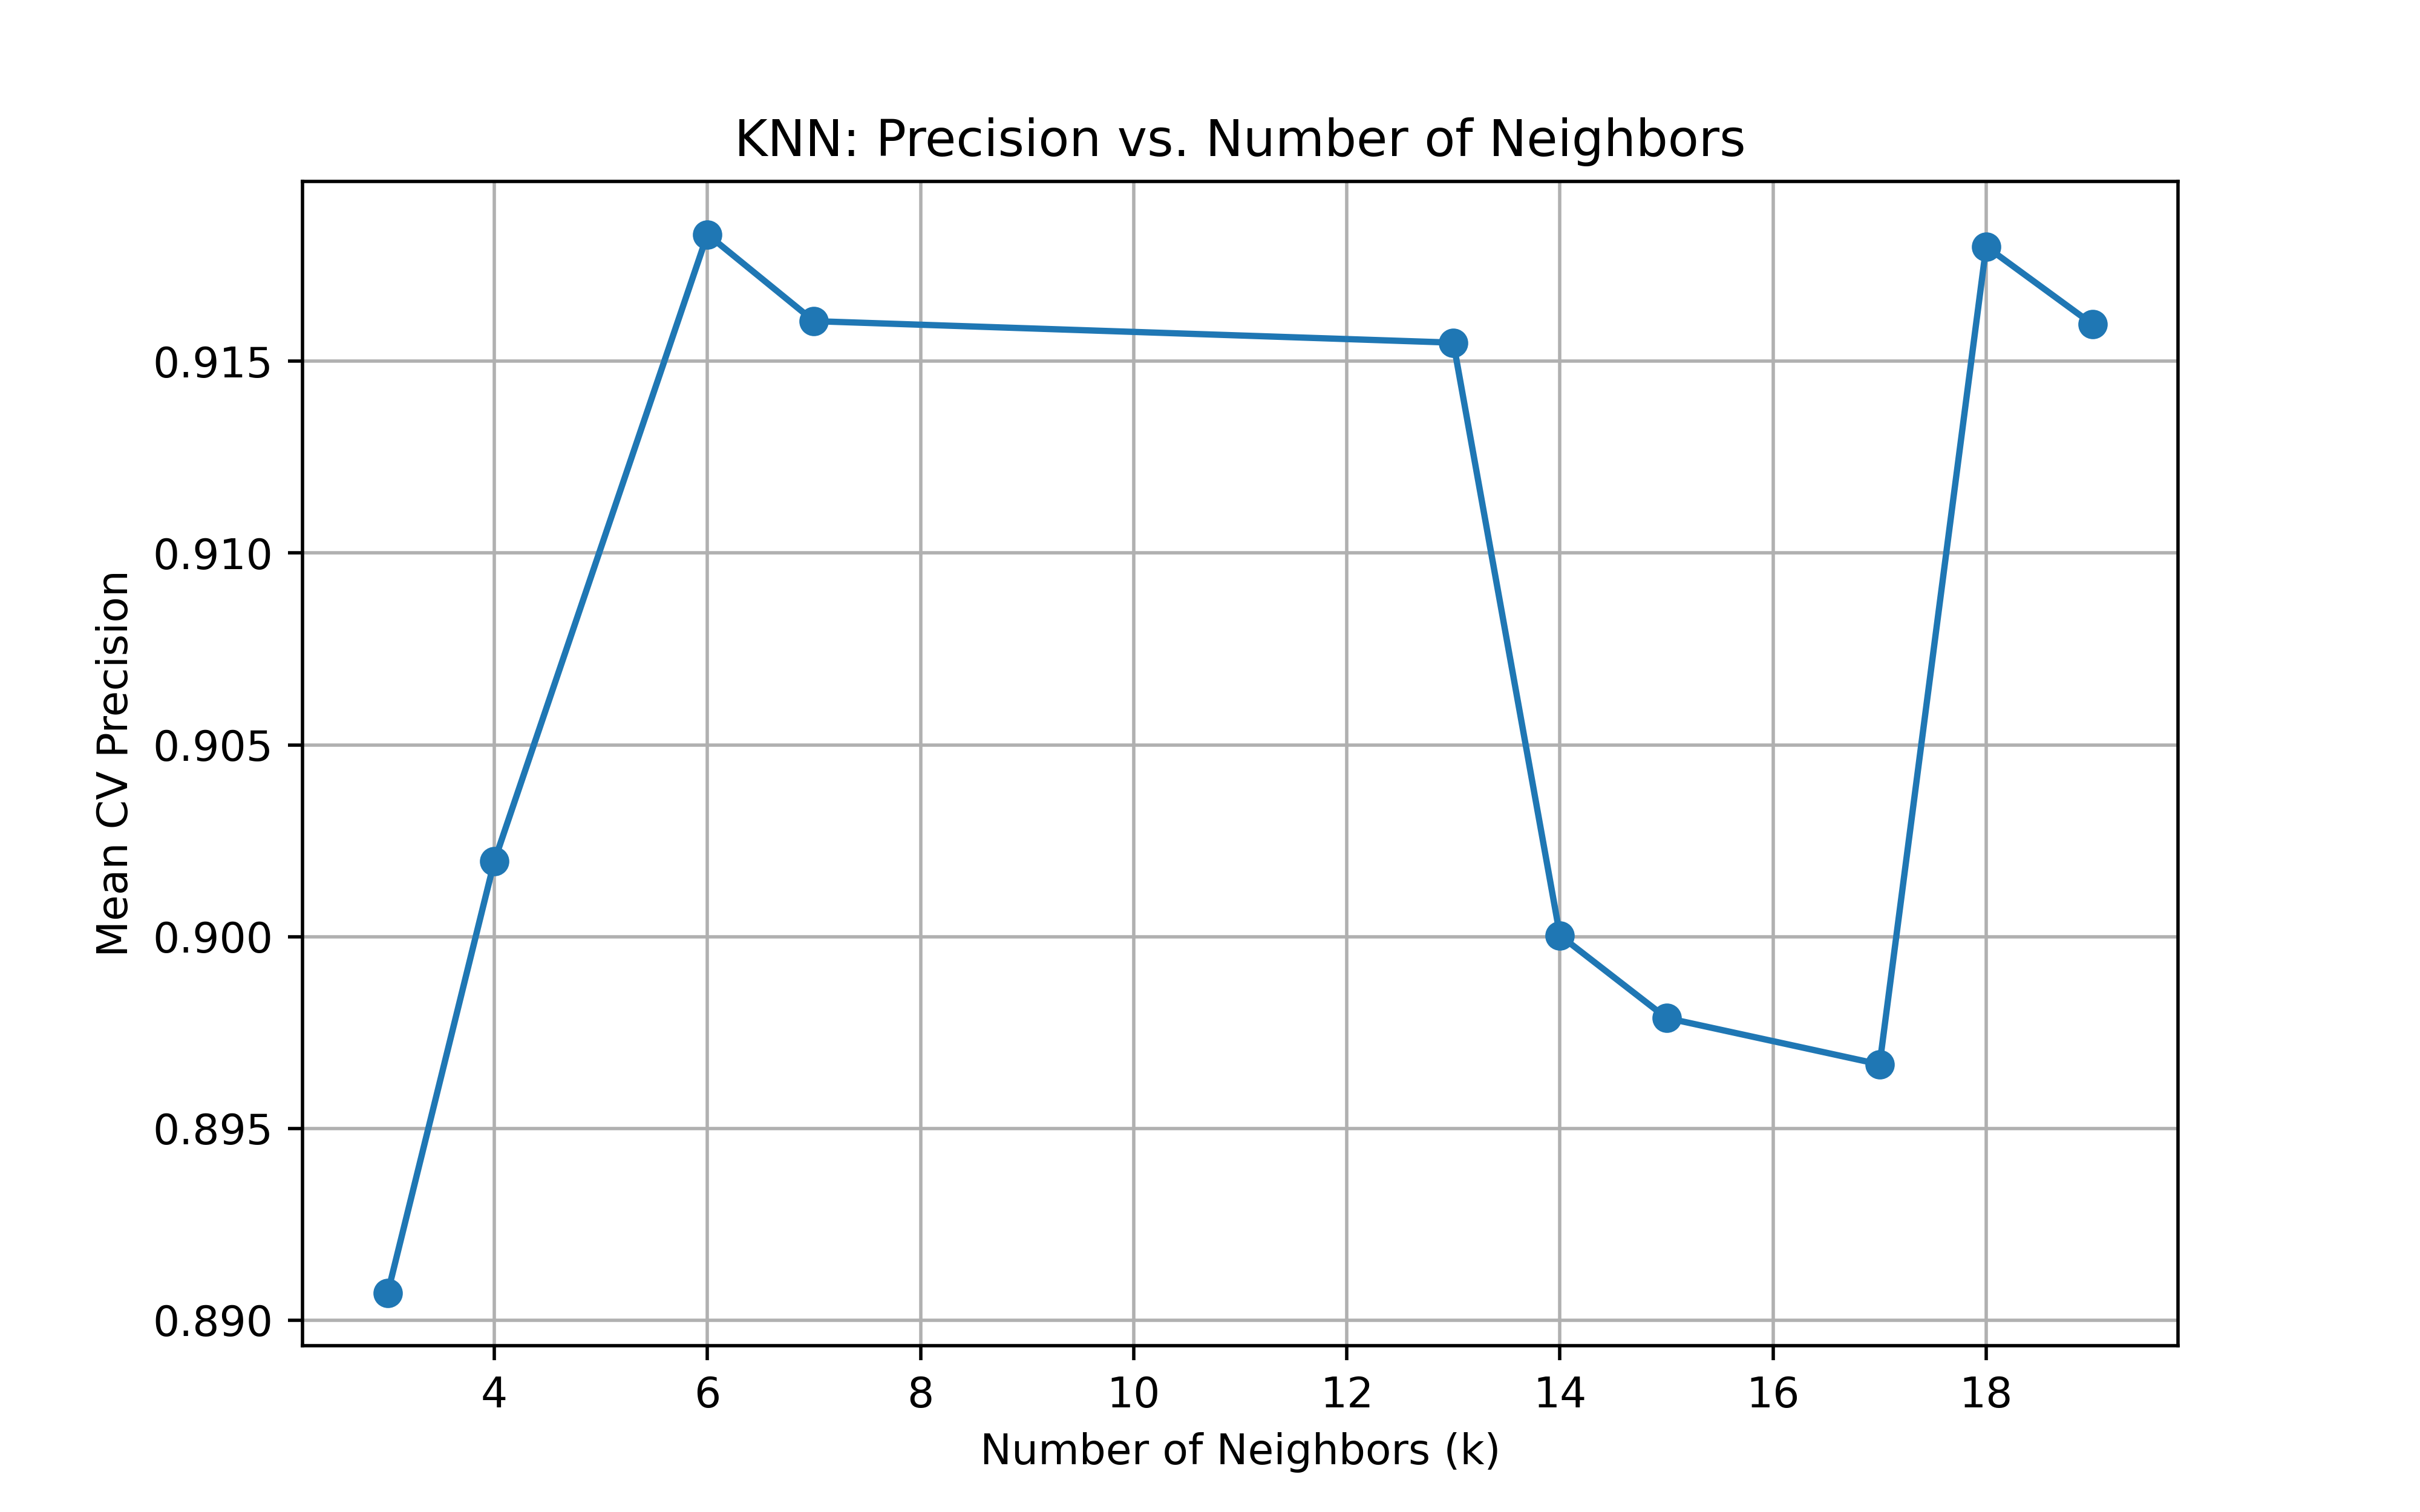 KNN: Precision vs. Number of Neighbors
Mean CV Precision
0.915
0.910
0.905
0.900
0.895
0.890
4 6 8 10 12 14 16 18
Number of Neighbors (k)